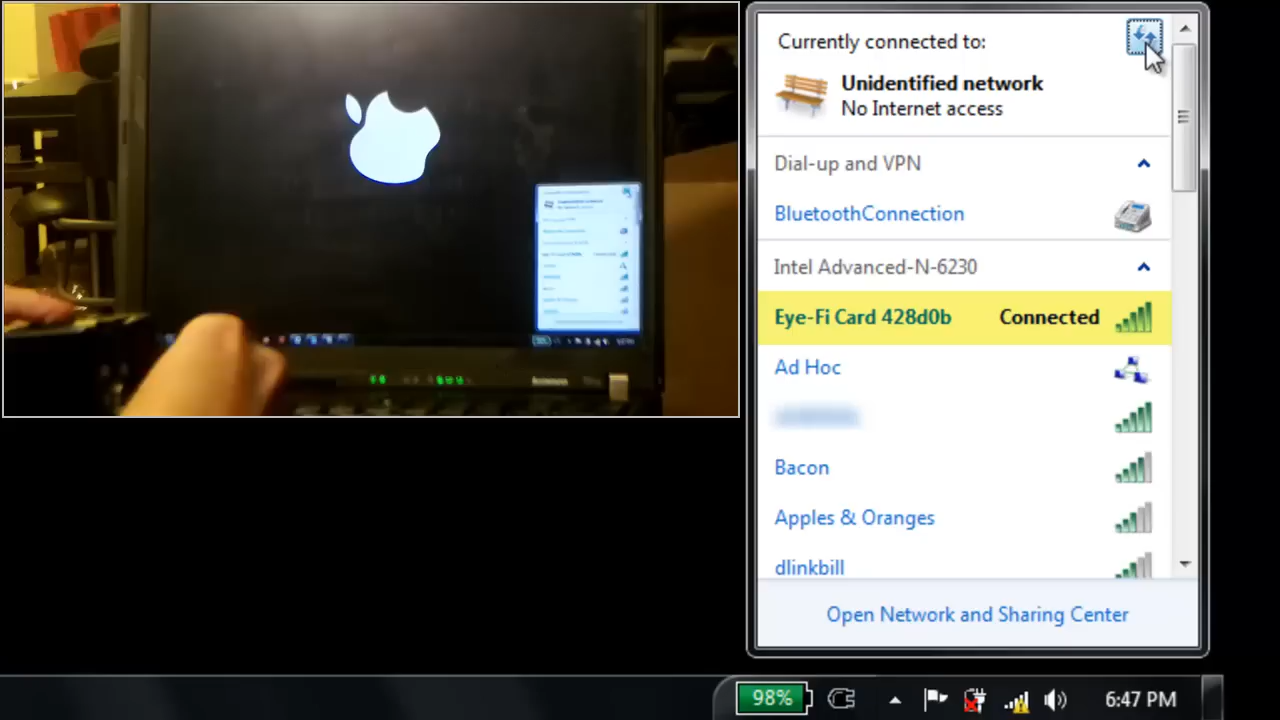 Currently connected to:
Unidentified network
No Internet access
Dial-up and VPN
BluetoothConnection
Intel Advanced-N-6230
Eye-Fi Card 428d0b Connected
Ad Hoc
Bacon
Apples & Oranges
dlinkbill
Open Network and Sharing Center
98%
6:47 PM